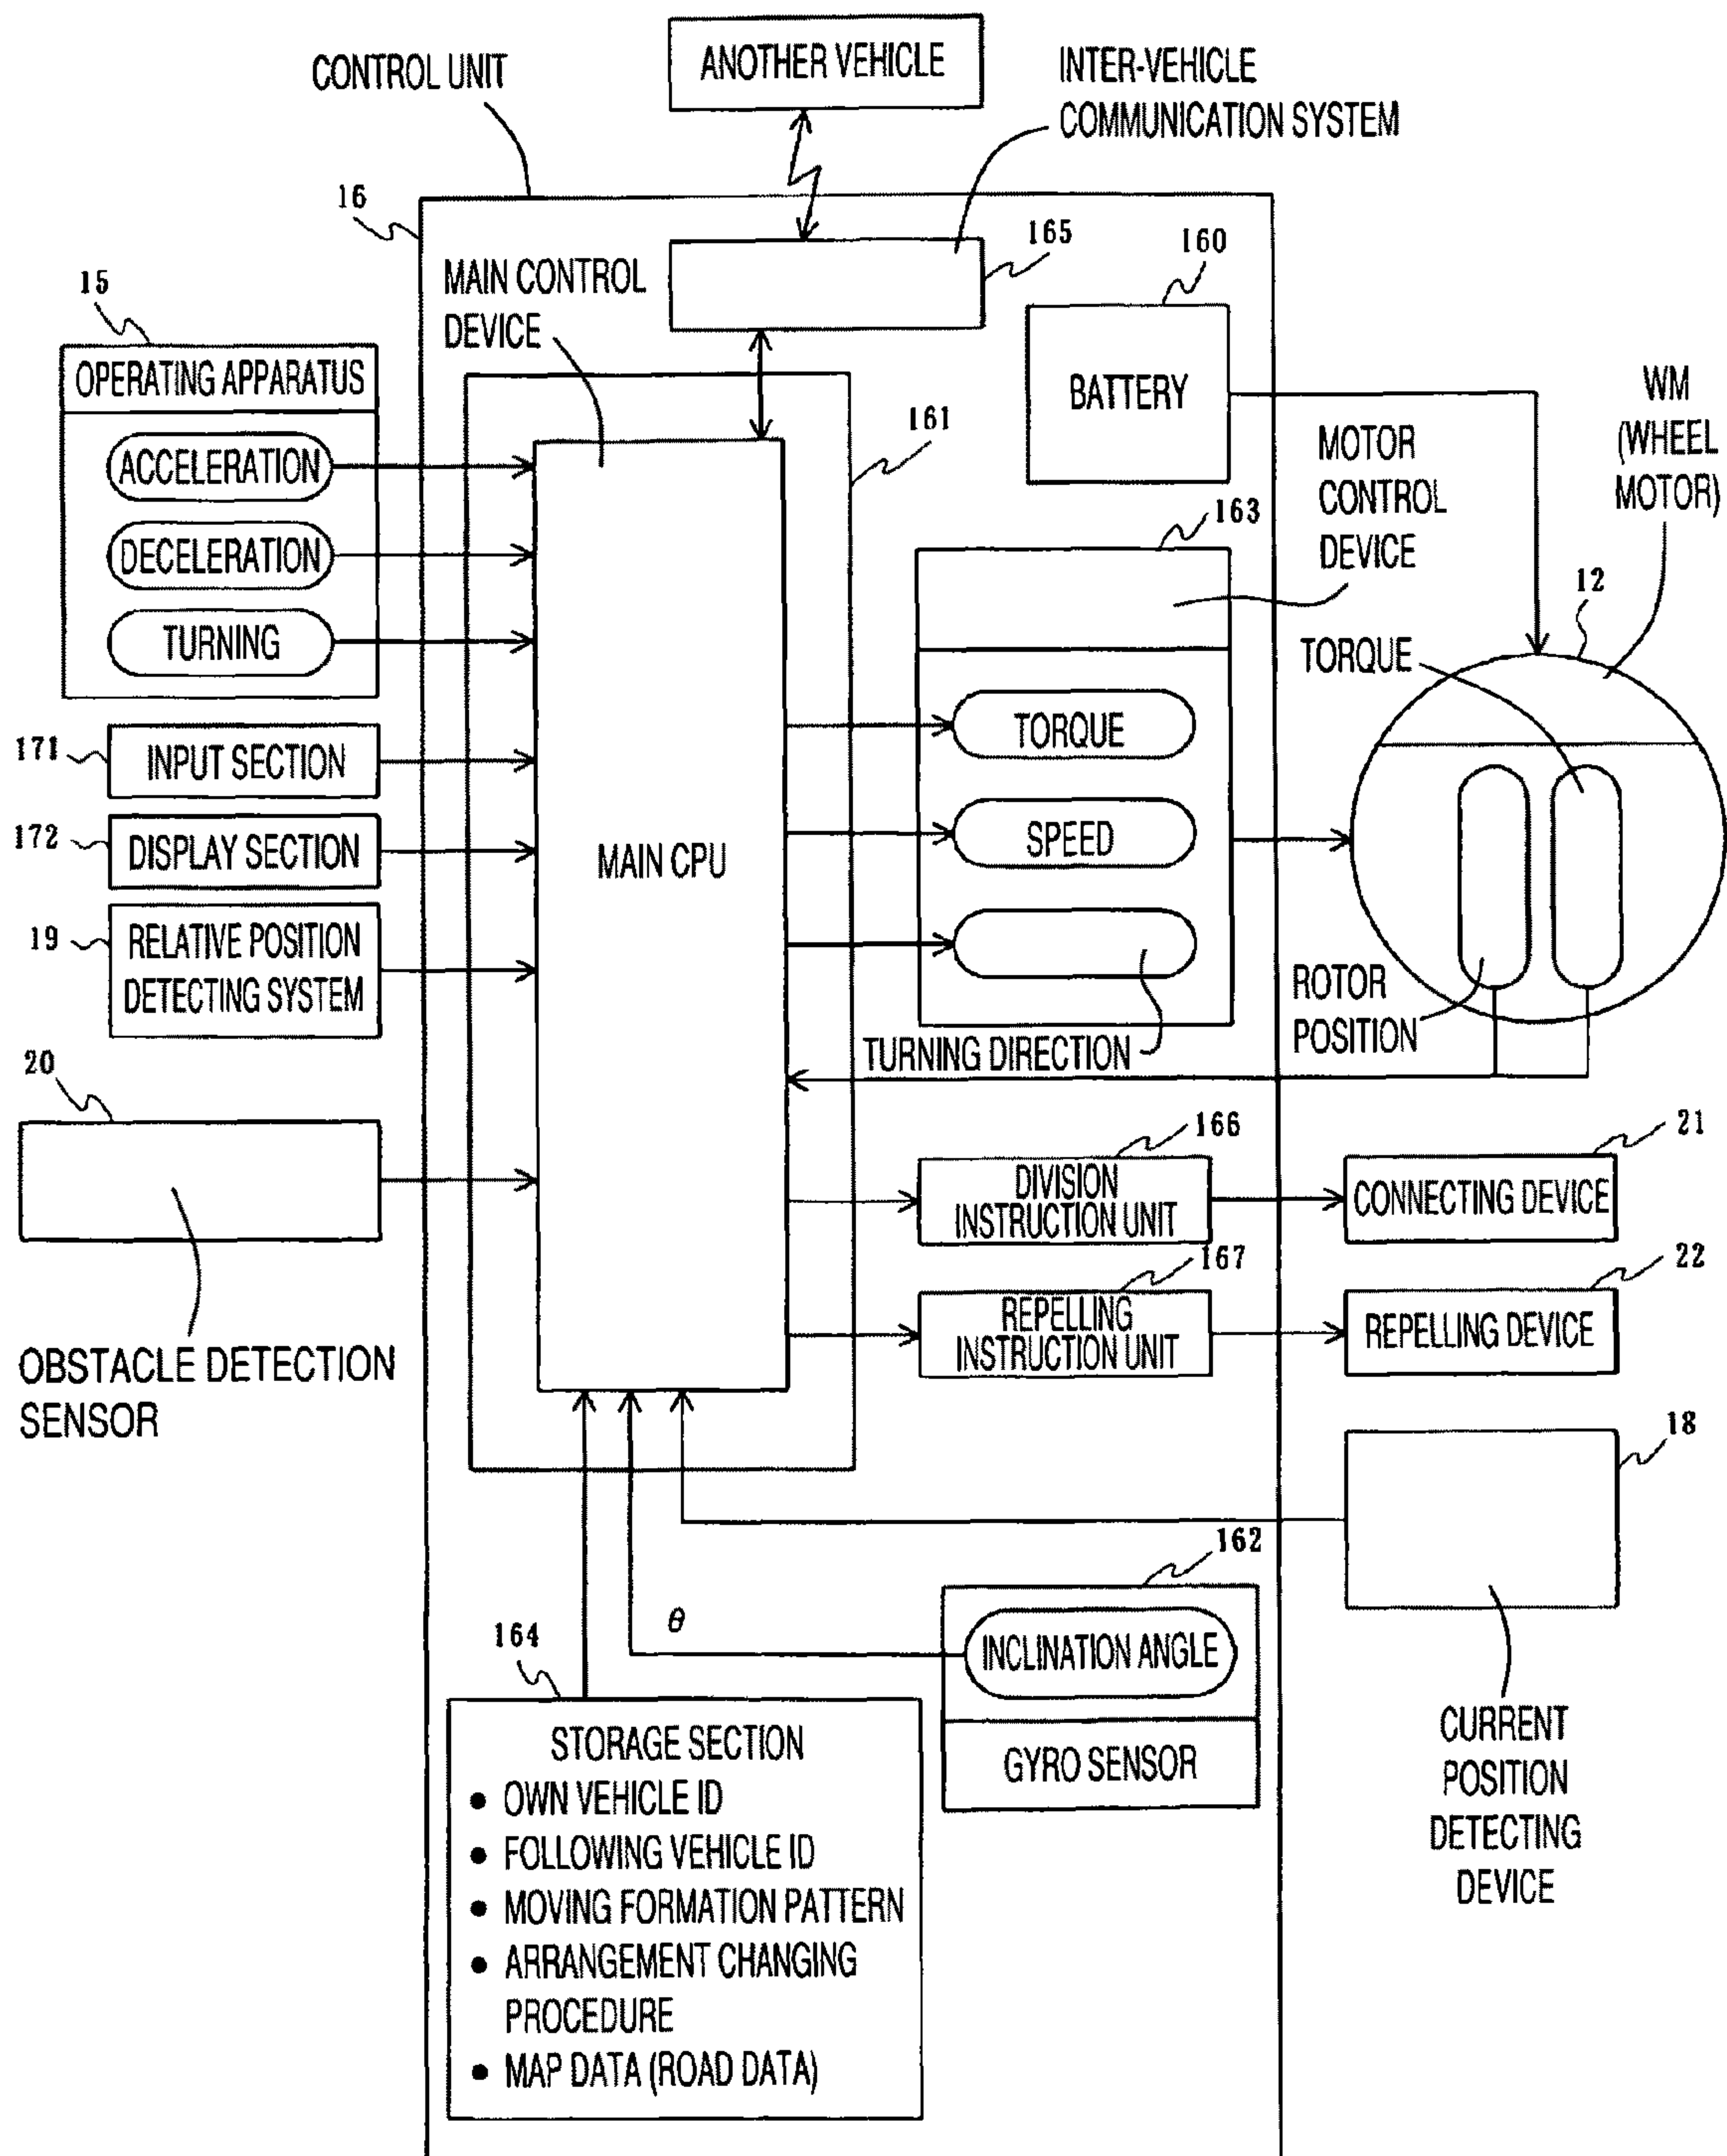 ANOTHER VEHICLE
CONTROL UNIT
INTER-VEHICLE
COMMUNICATION SYSTEM
16
165
160
MAIN CONTROL
DEVICE
15
OPERATING APPARATUS
ACCELERATION
DECELERATION
TURNING
161
BATTERY
WM
(WHEEL
MOTOR)
MOTOR
CONTROL
DEVICE
163
12
TORQUE
171
INPUT SECTION
172
DISPLAY SECTION
19
RELATIVE POSITION
DETECTING SYSTEM
MAIN CPU
TORQUE
SPEED
ROTOR
POSITION
TURNING DIRECTION
20
OBSTACLE DETECTION
SENSOR
166
DIVISION
INSTRUCTION UNIT
21
CONNECTING DEVICE
167
REPELLING
INSTRUCTION UNIT
22
REPELLING DEVICE
18
162
θ
INCLINATION ANGLE
GYRO SENSOR
CURRENT
POSITION
DETECTING
DEVICE
164
STORAGE SECTION
• OWN VEHICLE ID
• FOLLOWING VEHICLE ID
• MOVING FORMATION PATTERN
• ARRANGEMENT CHANGING
PROCEDURE
• MAP DATA (ROAD DATA)